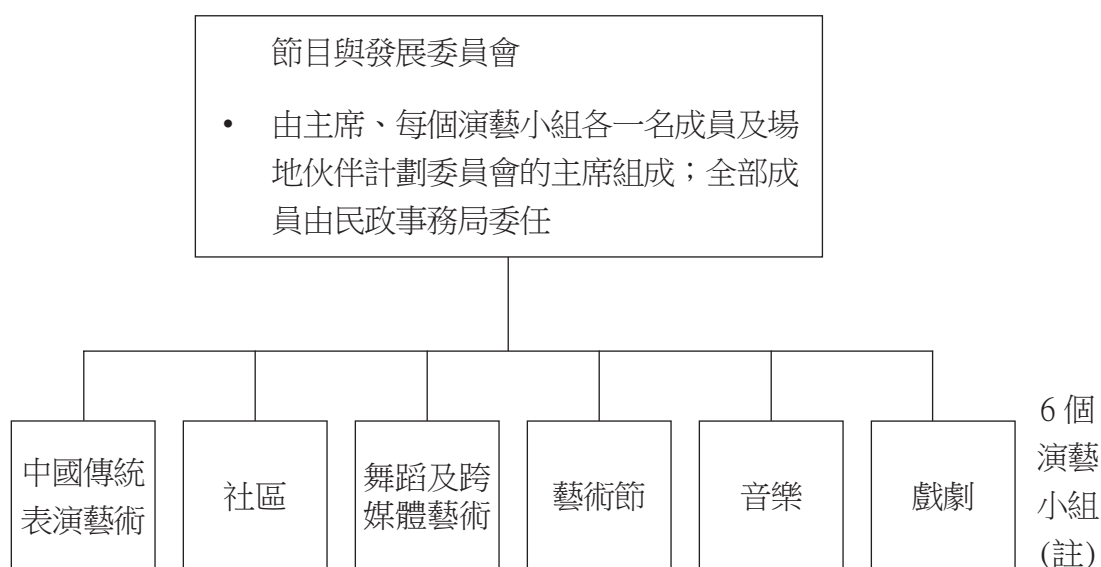 節目與發展委員會
• 由主席、每個演藝小組各一名成員及場
地伙伴計劃委員會的主席組成；全部成
員由民政事務局委任
中國傳統
表演藝術
社區
舞蹈及跨
媒體藝術
藝術節
音樂
戲劇
6 個
演藝
小組
(註)